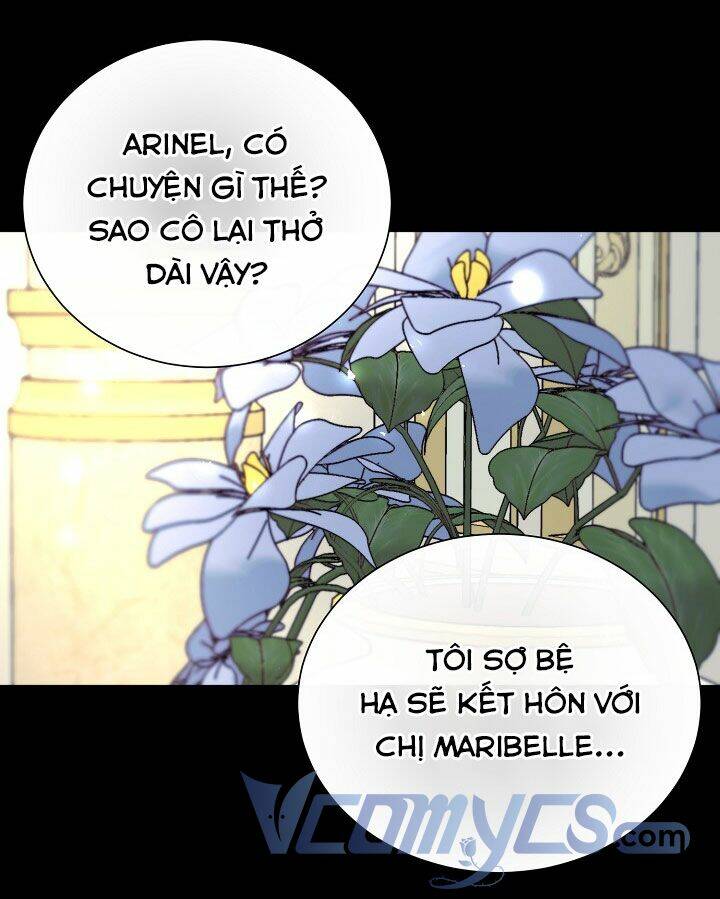 ARINEL, CÓ
CHUYỆN GÌ THẾ?
SAO CÔ LẠI THỞ
DÀI VẬY?
TÔI SỢ BỆ
HẠ SẼ KẾT HÔN VỚI
CHỊ MARIBELLE...
VCOMYCS.com